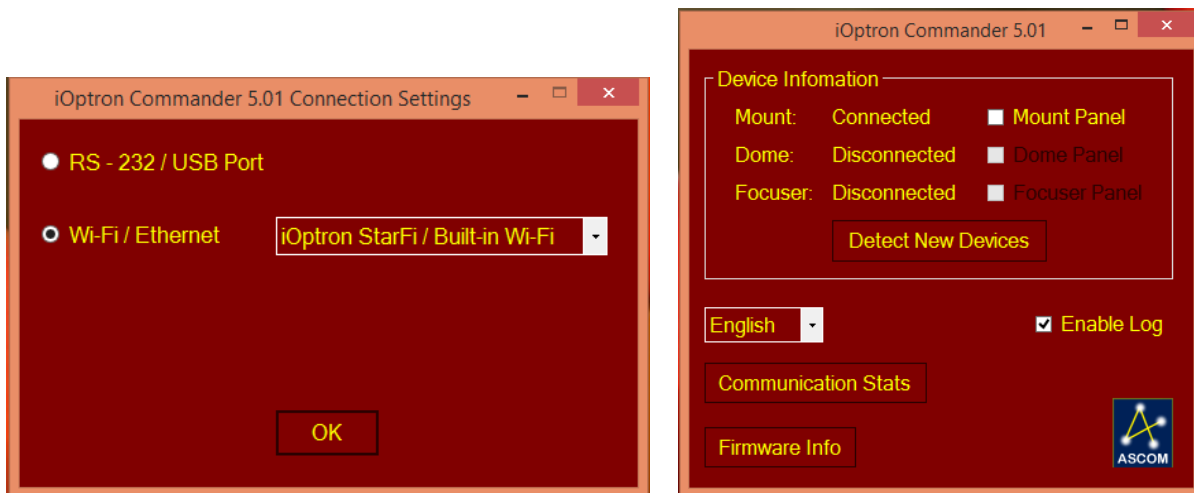 iOptron Commander 5.01 Connection Settings
RS - 232 / USB Port
Wi-Fi / Ethernet
iOptron StarFi / Built-in Wi-Fi
OK
iOptron Commander 5.01
Device Infomation
Mount: Connected Mount Panel
Dome: Disconnected Dome Panel
Focuser: Disconnected Focuser Panel
Detect New Devices
English Enable Log
Communication Stats
Firmware Info
ASCOM